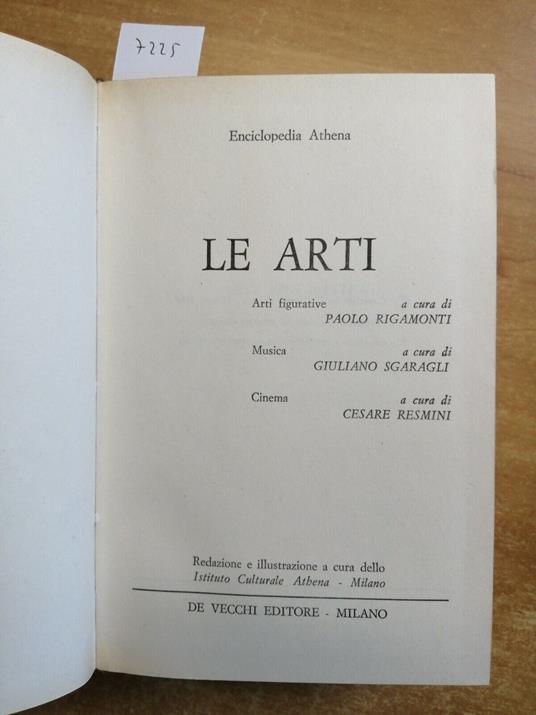 7225
Enciclopedia Athena
LE ARTI
Arti figurative a cura di
PAOLO RIGAMONTI
Musica a cura di
GIULIANO SGARAGLI
Cinema a cura di
CESARE RESMINI
Redazione e illustrazione a cura dello
Istituto Culturale Athena - Milano
DE VECCHI EDITORE - MILANO